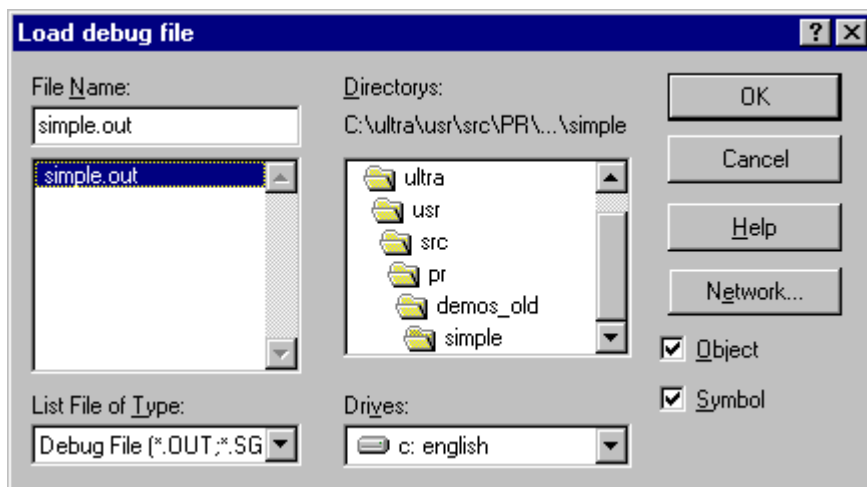 Load debug file
File Name:
simple.out
simple.out
List File of Type:
Debug File (*.OUT;*.SG
Directorys:
C:\ultra\usr\src\PR\...\simple
ultra
usr
src
pr
demos_old
simple
Drives:
c: english
OK
Cancel
Help
Network...
Object
Symbol